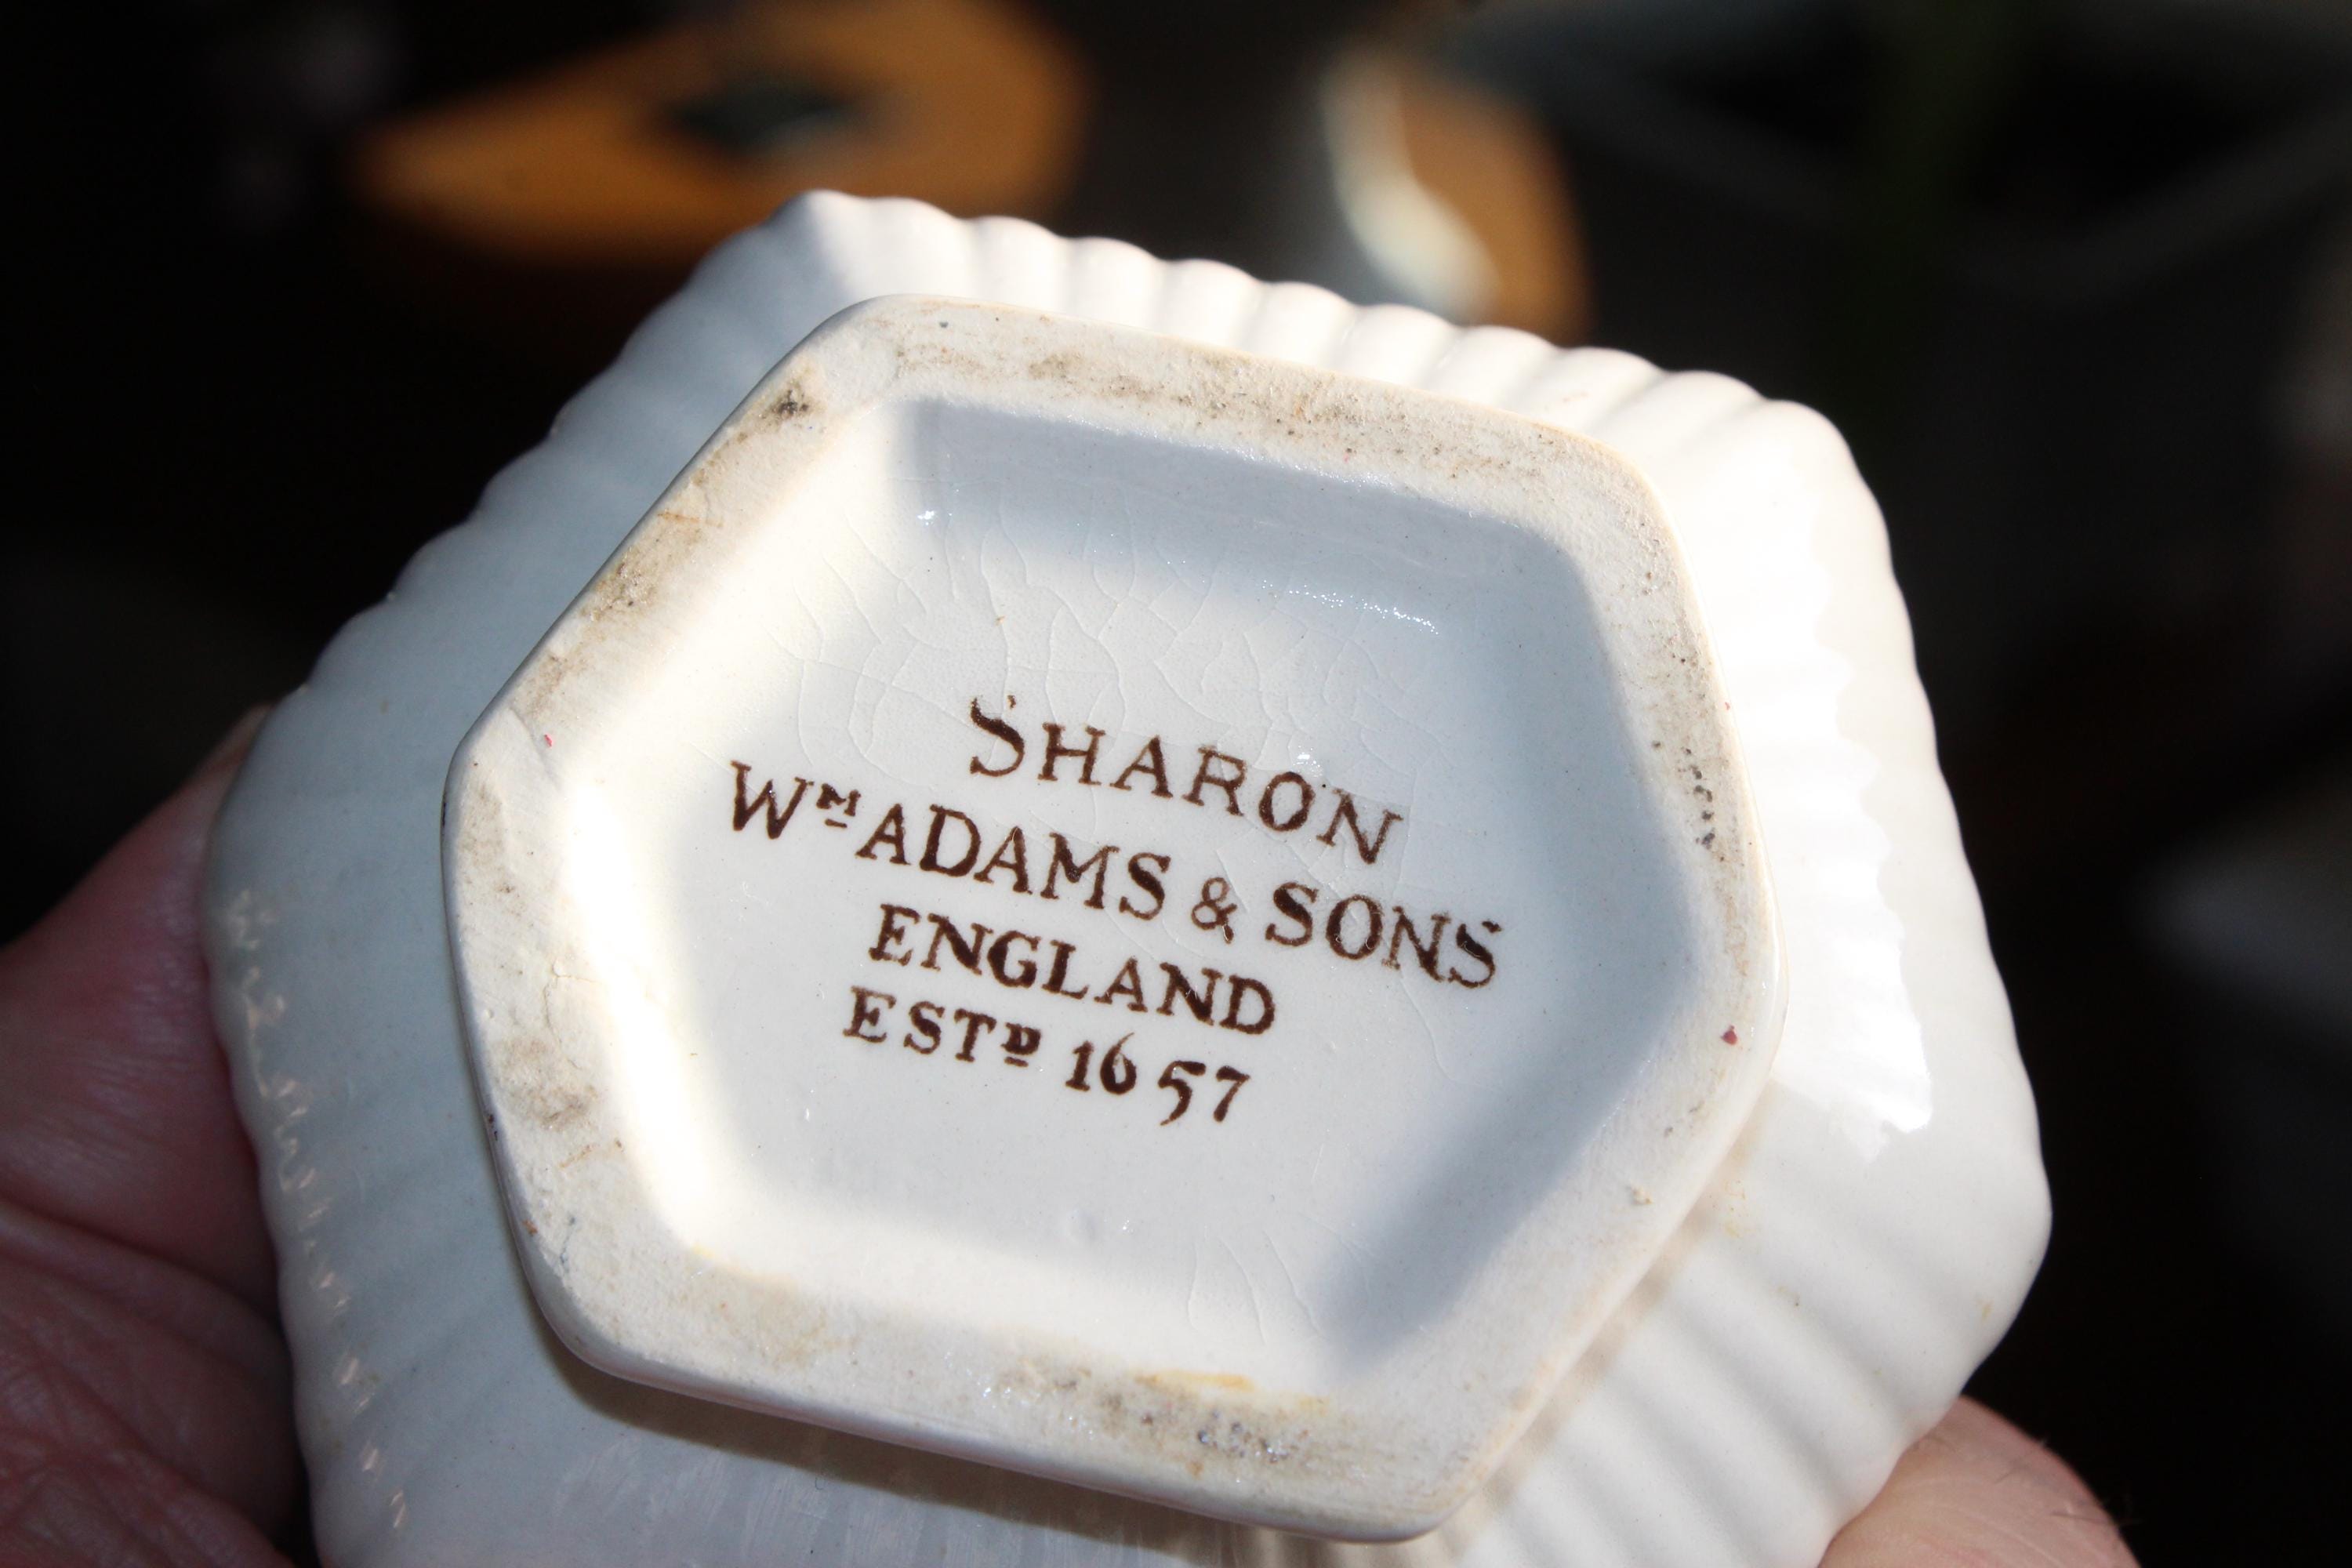 SHARON
Wᴹ ADAMS & SONS
ENGLAND
ESTᴰ 1657